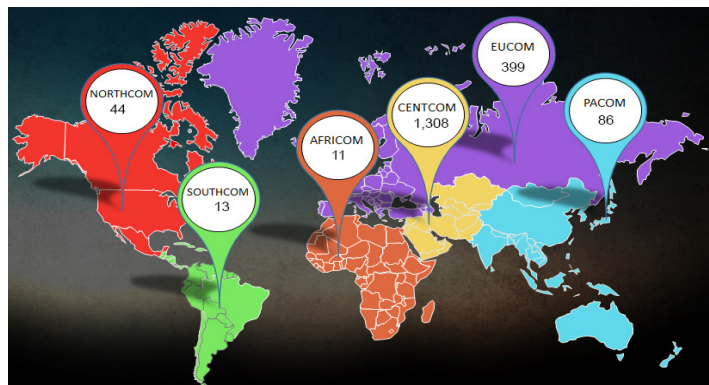 NORTHCOM
44
SOUTHCOM
13
AFRICOM
11
CENTCOM
1,308
EUCOM
399
PACOM
86